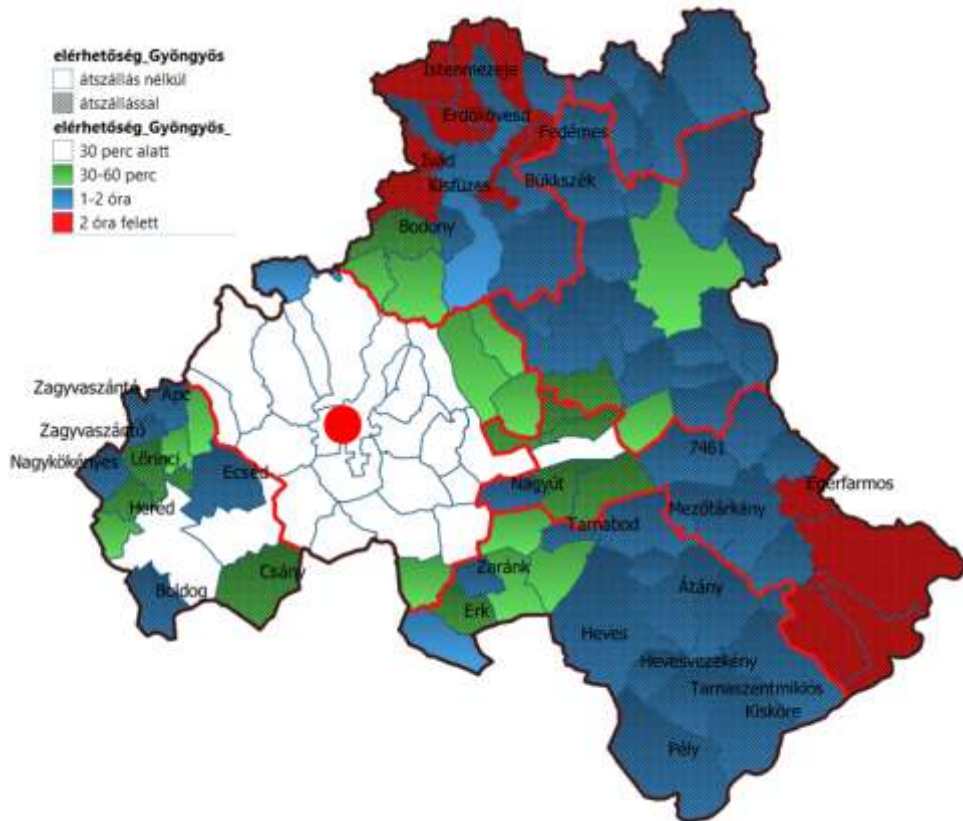 elérhetőség_Gyöngyös
átszállás nélkül
átszállással
elérhetőség_Gyöngyös_
30 perc alatt
30-60 perc
1-2 óra
2 óra felett
Istenmezeje
Erdőkövesd
Fedémes
Ivád
Kisfüzes
Bükkszék
Bodony
Zagyvaszántó
Apc
Zagyvaszántó
Lőrinci
Nagykökényes
Ecséd
7461
Egerfarmos
Nagyút
Hered
Mezőtárkány
Tarnabod
Csány
Zaránk
Boldog
Átány
Erk
Heves
Hevesvezekény
Tarnaszentmiklós
Kisköre
Pély